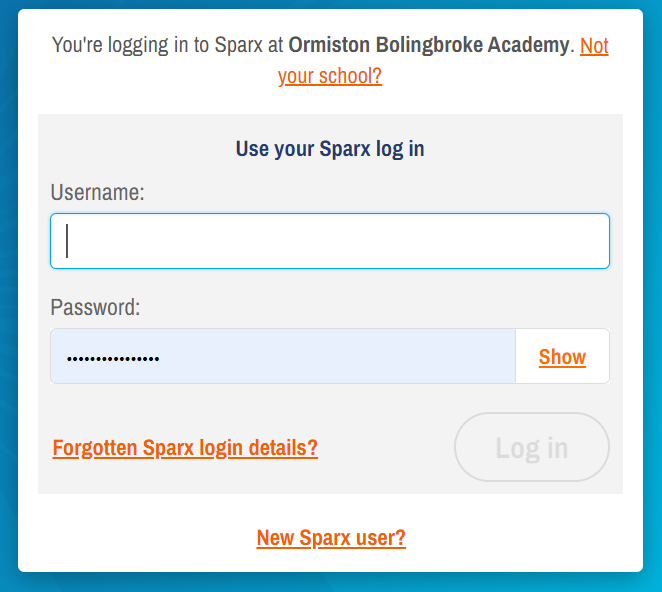 You're logging in to Sparx at Ormiston Bolingbroke Academy. Not
your school?
Use your Sparx log in
Username:
Password:
•••••••••••••••• Show
Forgotten Sparx login details? Log in
New Sparx user?